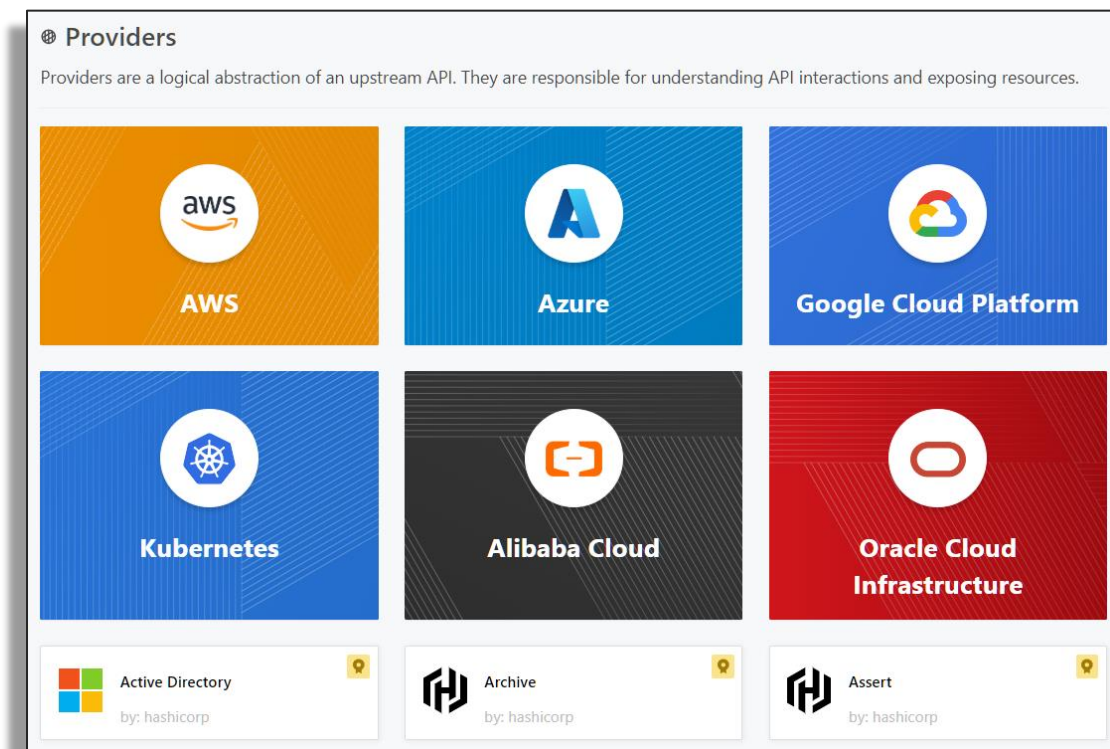 Providers
Providers are a logical abstraction of an upstream API. They are responsible for understanding API interactions and exposing resources.
aws
AWS
Azure
Google Cloud Platform
Kubernetes
Alibaba Cloud
Oracle Cloud
Infrastructure
Active Directory
by: hashicorp
Archive
by: hashicorp
Assert
by: hashicorp